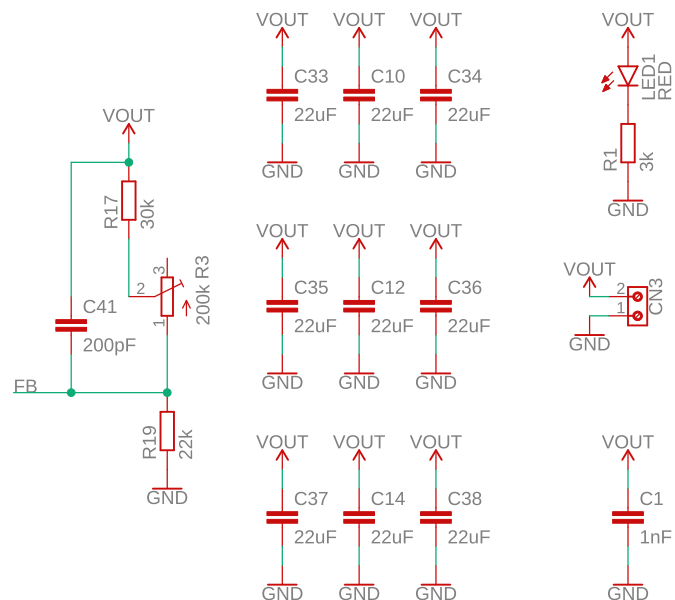 VOUT
R17
30k
3
2
1
200k R3
C41
200pF
FB
R19
22k
GND
VOUT VOUT VOUT
C33 C10 C34
22uF 22uF 22uF
GND GND GND
VOUT VOUT VOUT
C35 C12 C36
22uF 22uF 22uF
GND GND GND
VOUT VOUT VOUT
C37 C14 C38
22uF 22uF 22uF
GND GND GND
VOUT
LED1
RED
R1
3k
GND
VOUT
2
1
CN3
GND
VOUT
C1
1nF
GND